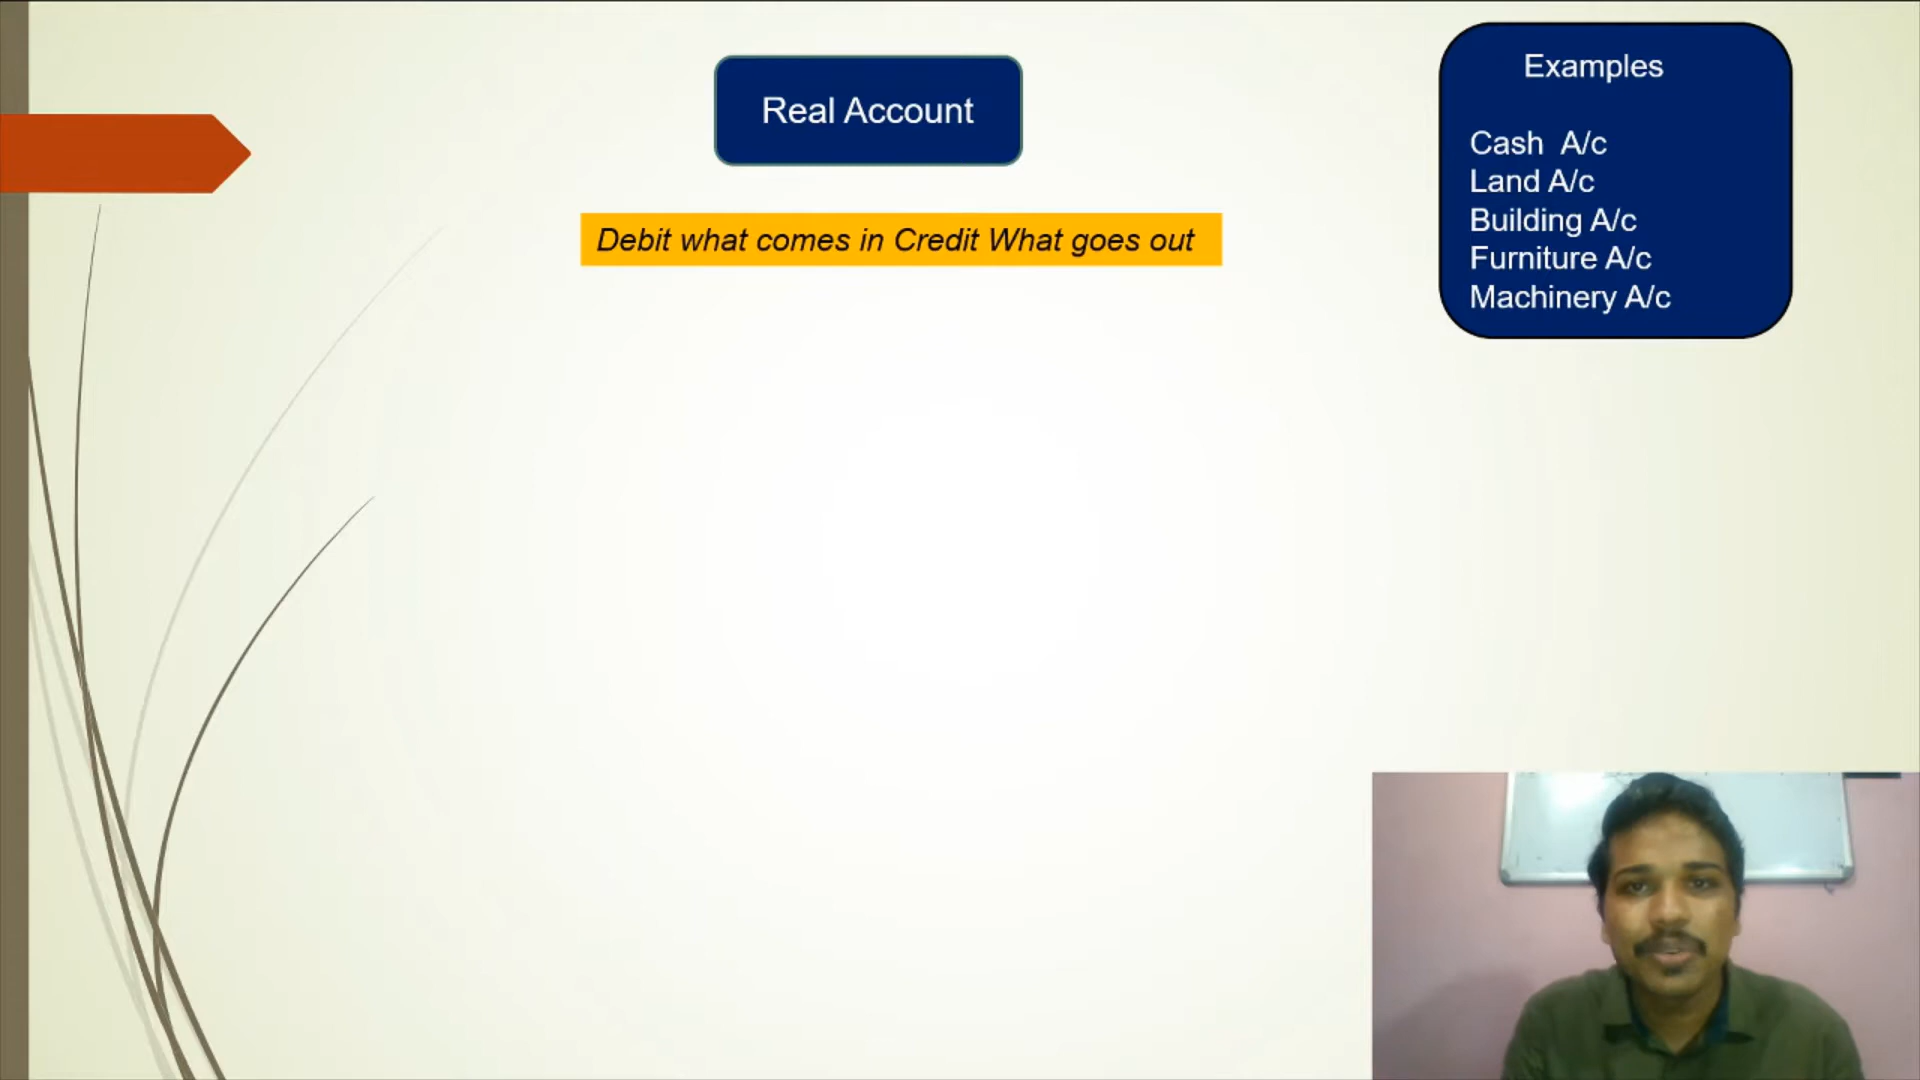 Real Account
Debit what comes in Credit What goes out
Examples
Cash A/c
Land A/c
Building A/c
Furniture A/c
Machinery A/c